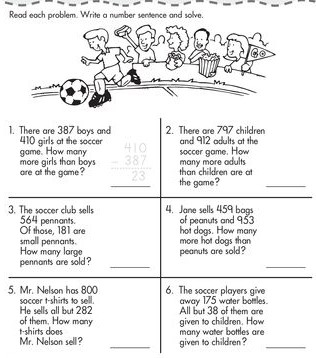 Read each problem. Write a number sentence and solve.
1. There are 387 boys and
410 girls at the soccer
game. How many
more girls than boys
are at the game?
410
- 387
23
2. There are 797 children
and 912 adults at the
soccer game. How
many more adults
than children are at
the game?
3. The soccer club sells
564 pennants.
Of those, 181 are
small pennants.
How many large
pennants are sold?
4. Jane sells 459 bags
of peanuts and 953
hot dogs. How many
more hot dogs than
peanuts are sold?
5. Mr. Nelson has 800
soccer t-shirts to sell.
He sells all but 282
of them. How many
t-shirts does
Mr. Nelson sell?
6. The soccer players give
away 175 water bottles.
All but 38 of them are
given to children. How
many water bottles are
given to children?